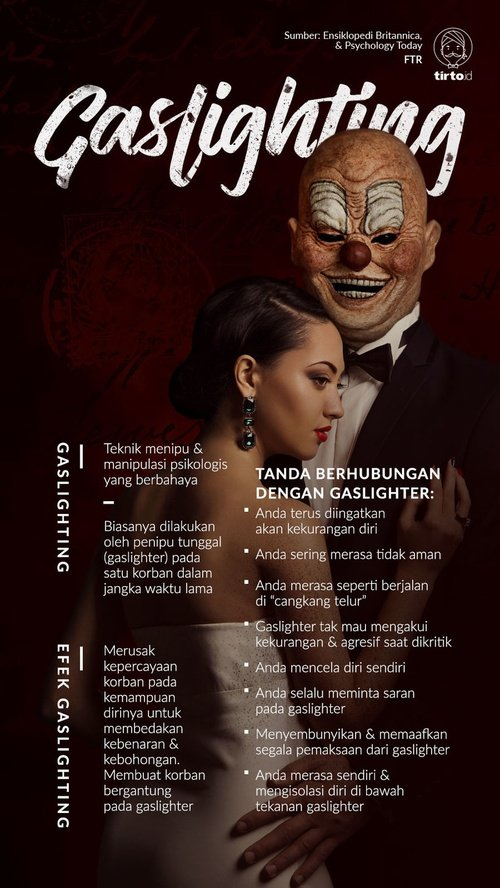 Sumber: Ensiklopedi Britannica,
& Psychology Today
FTR
tirto.id
Gaslighting
GASLIGHTING
Teknik menipu &
manipulasi psikologis
yang berbahaya
Biasanya dilakukan
oleh penipu tunggal
(gaslighter) pada
satu korban dalam
jangka waktu lama
EFEK GASLIGHTING
Merusak
kepercayaan
korban pada
kemampuan
dirinya untuk
membedakan
kebenaran &
kebohongan.
Membuat korban
bergantung
pada gaslighter
TANDA BERHUBUNGAN
DENGAN GASLIGHTER:
Anda terus diingatkan
akan kekurangan diri
Anda sering merasa tidak aman
Anda merasa seperti berjalan
di “cangkang telur”
Gaslighter tak mau mengakui
kekurangan & agresif saat dikritik
Anda mencela diri sendiri
Anda selalu meminta saran
pada gaslighter
Menyembunyikan & memaafkan
segala pemaksaan dari gaslighter
Anda merasa sendiri &
mengisolasi diri di bawah
tekanan gaslighter